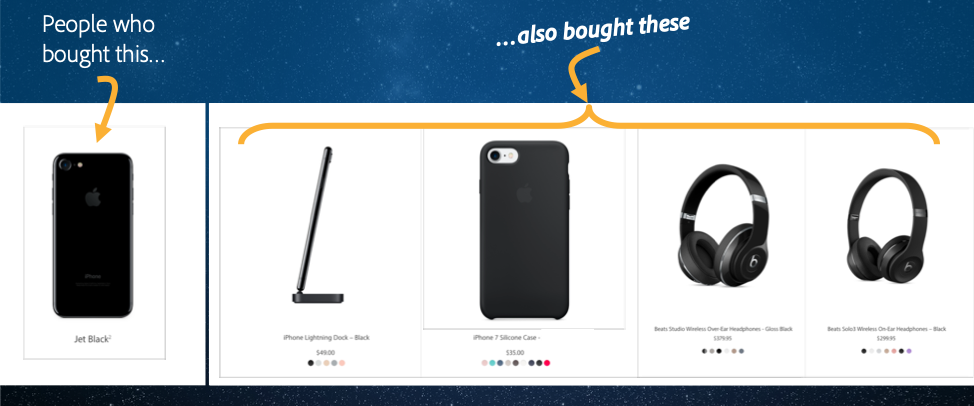 People who
bought this...
...also bought these
iPhone
Jet Black²
iPhone Lightning Dock – Black
$49.00
iPhone 7 Silicone Case -
$35.00
Beats Studio Wireless Over-Ear Headphones - Gloss Black
$379.95
Beats Solo3 Wireless On-Ear Headphones – Black
$299.95